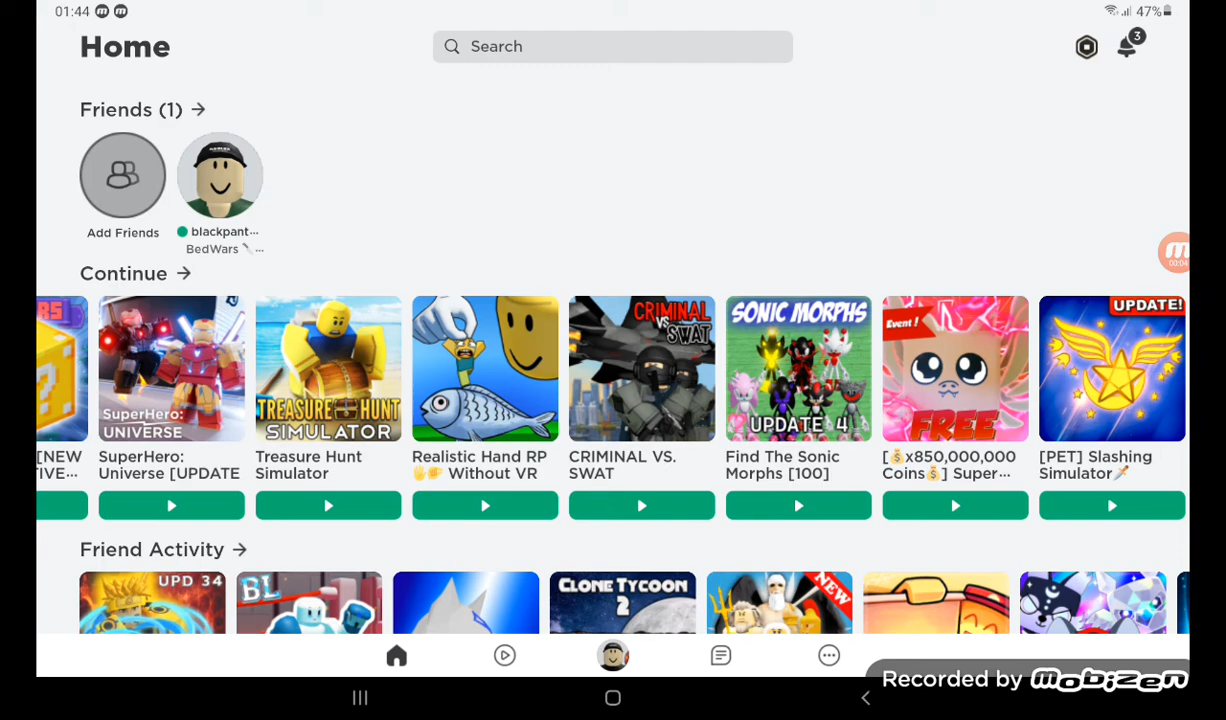 01:44
47%
Home
Search
3
Friends (1)
Add Friends
blackpant...
BedWars 🔪...
00:04
Continue
SuperHero:
UNIVERSE
TREASURE HUNT
SIMULATOR
CRIMINAL
VS
SWAT
SONIC MORPHS
UPDATE 4
Event !
FREE
UPDATE!
[NEW
SuperHero:
Universe [UPDATE
Treasure Hunt
Simulator
Realistic Hand RP
🖐👉 Without VR
CRIMINAL VS.
SWAT
Find The Sonic
Morphs [100]
[💰x850,000,000
Coins💰] Super...
[PET] Slashing
Simulator🗡️
Friend Activity
UPD 34
BL
CLONE TYCOON
2
NEW
Recorded by mobizen